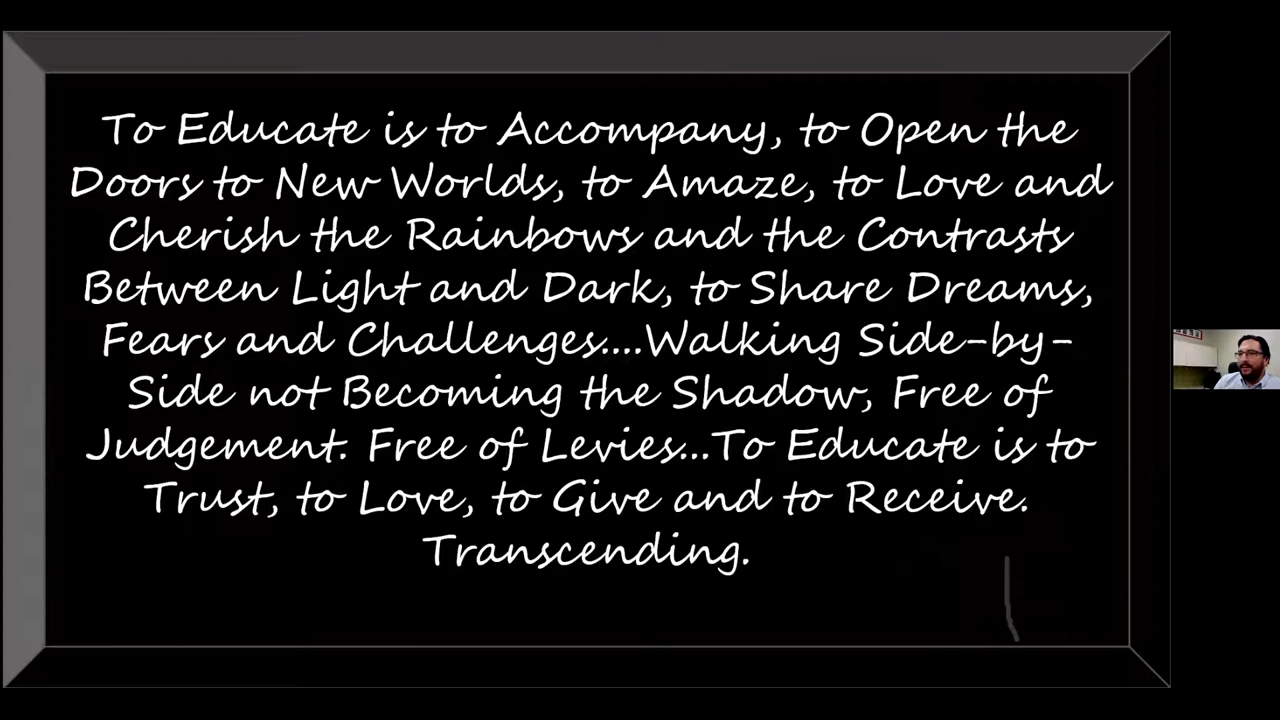 To Educate is to Accompany, to Open the
Doors to New Worlds, to Amaze, to Love and
Cherish the Rainbows and the Contrasts
Between Light and Dark, to Share Dreams,
Fears and Challenges....Walking Side-by-
Side not Becoming the Shadow, Free of
Judgement. Free of Levies...To Educate is to
Trust, to Love, to Give and to Receive.
Transcending.